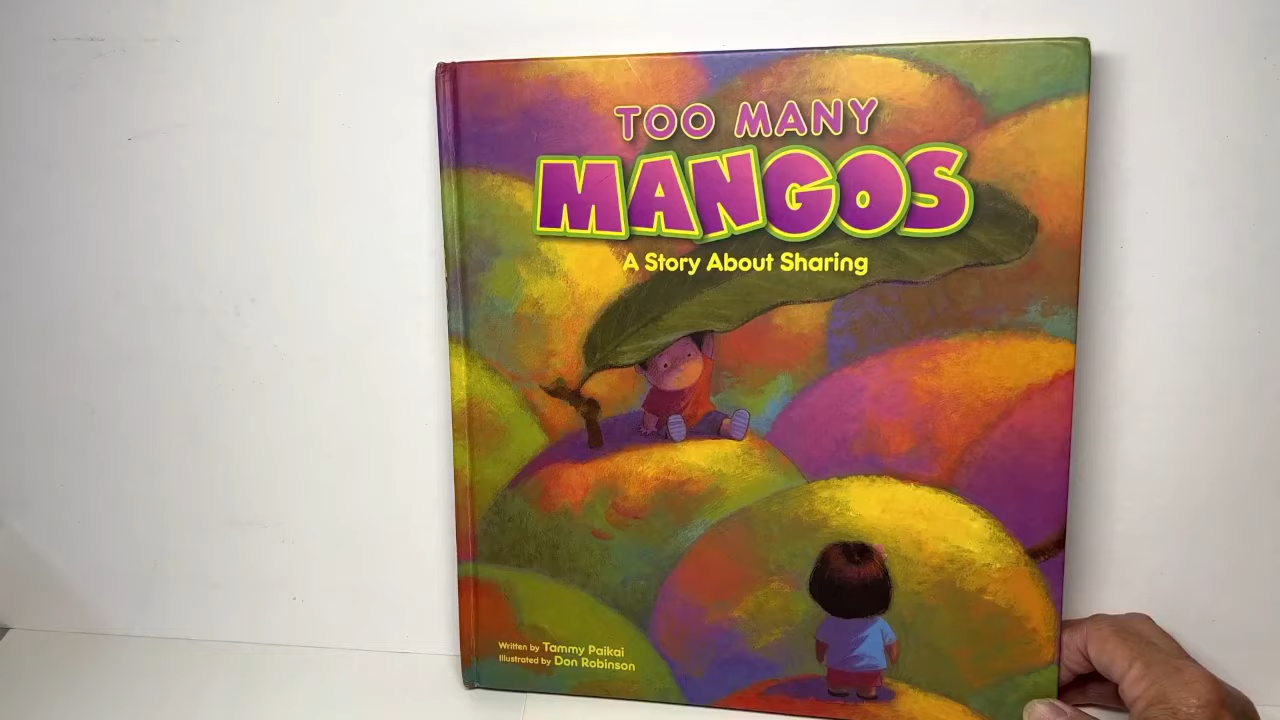 TOO MANY
MANGOS
A Story About Sharing
Written by Tammy Paikai
Illustrated by Don Robinson